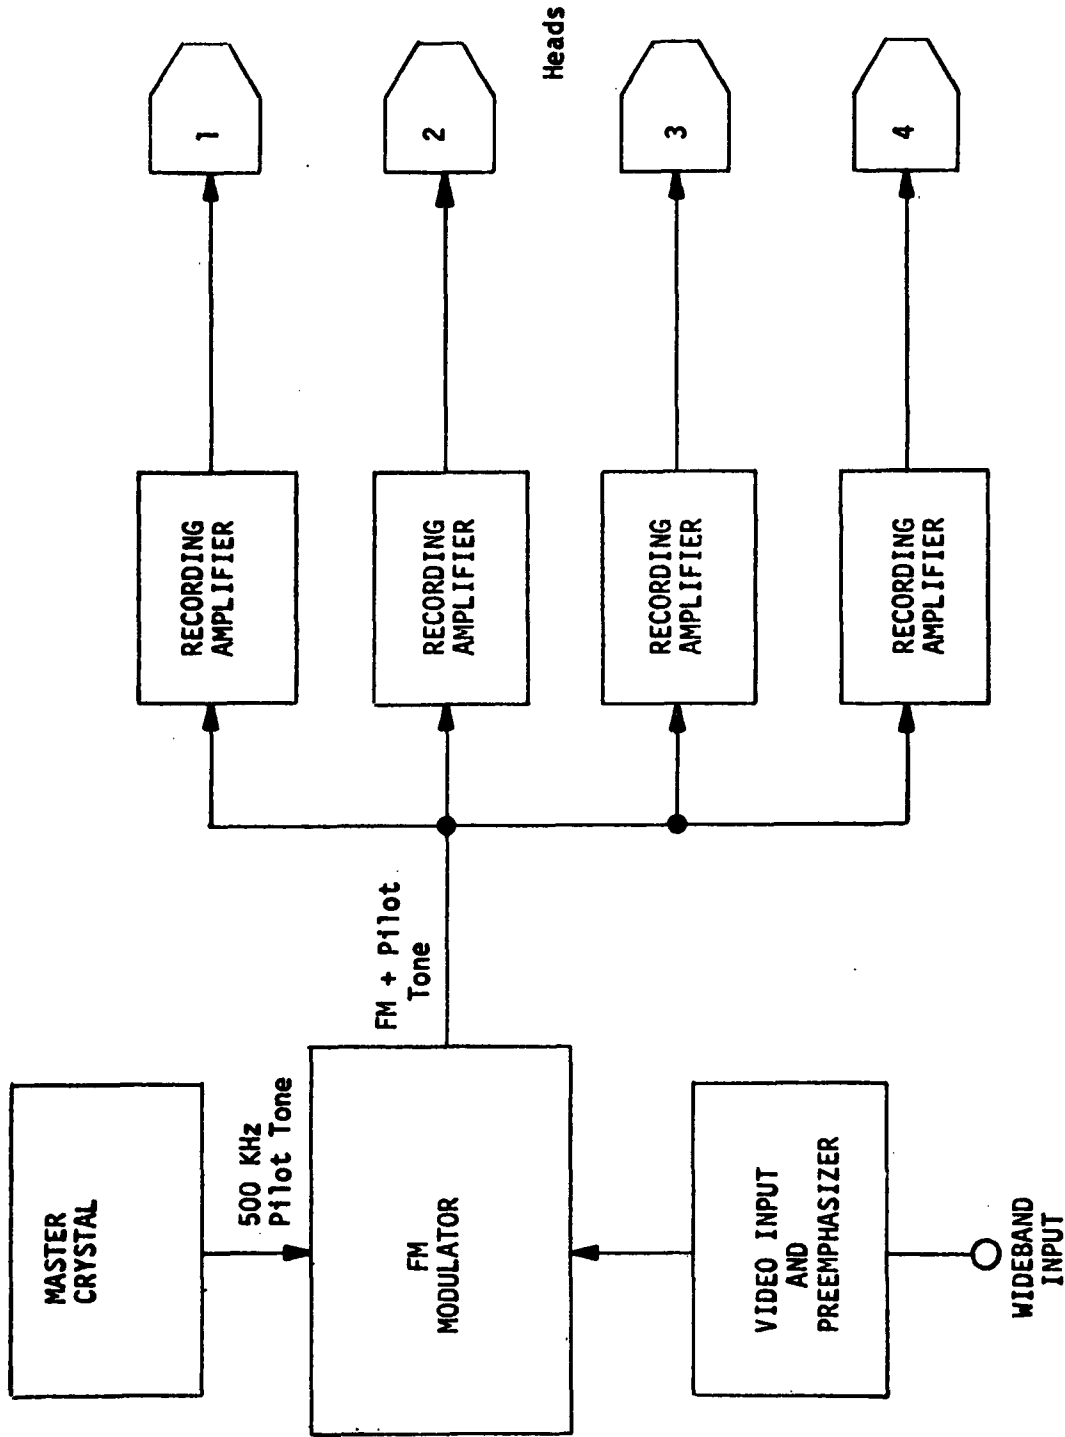 MASTER
CRYSTAL
500 KHz
Pilot Tone
FM
MODULATOR
VIDEO INPUT
AND
PREEMPHASIZER
WIDEBAND
INPUT
FM + Pilot
Tone
RECORDING
AMPLIFIER
RECORDING
AMPLIFIER
RECORDING
AMPLIFIER
RECORDING
AMPLIFIER
1
2
Heads
3
4